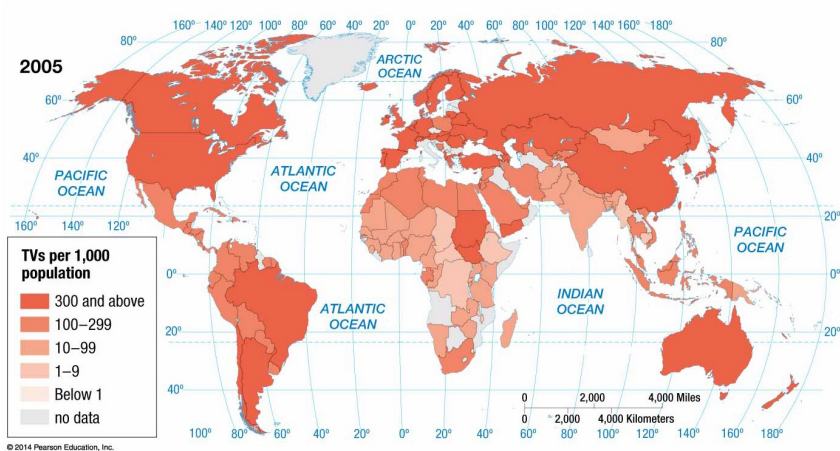 160° 140° 120° 100° 80° 60° 40° 20° 0° 20° 40° 60° 80° 100° 120° 140° 160° 180°
80° 80°
ARCTIC
OCEAN
2005
60° 60°
40° 40°
PACIFIC
OCEAN
ATLANTIC
OCEAN
20°
160° 140° 120°
PACIFIC
OCEAN
TVs per 1,000
population
300 and above
100–299
10–99
1–9
Below 1
no data
0° 0°
INDIAN
OCEAN
ATLANTIC
OCEAN
20° 20°
40°
0 2,000 4,000 Miles
0 2,000 4,000 Kilometers
100° 80° 60° 40° 20° 0° 20° 40° 60° 80° 100° 120° 140° 160° 180°
© 2014 Pearson Education, Inc.